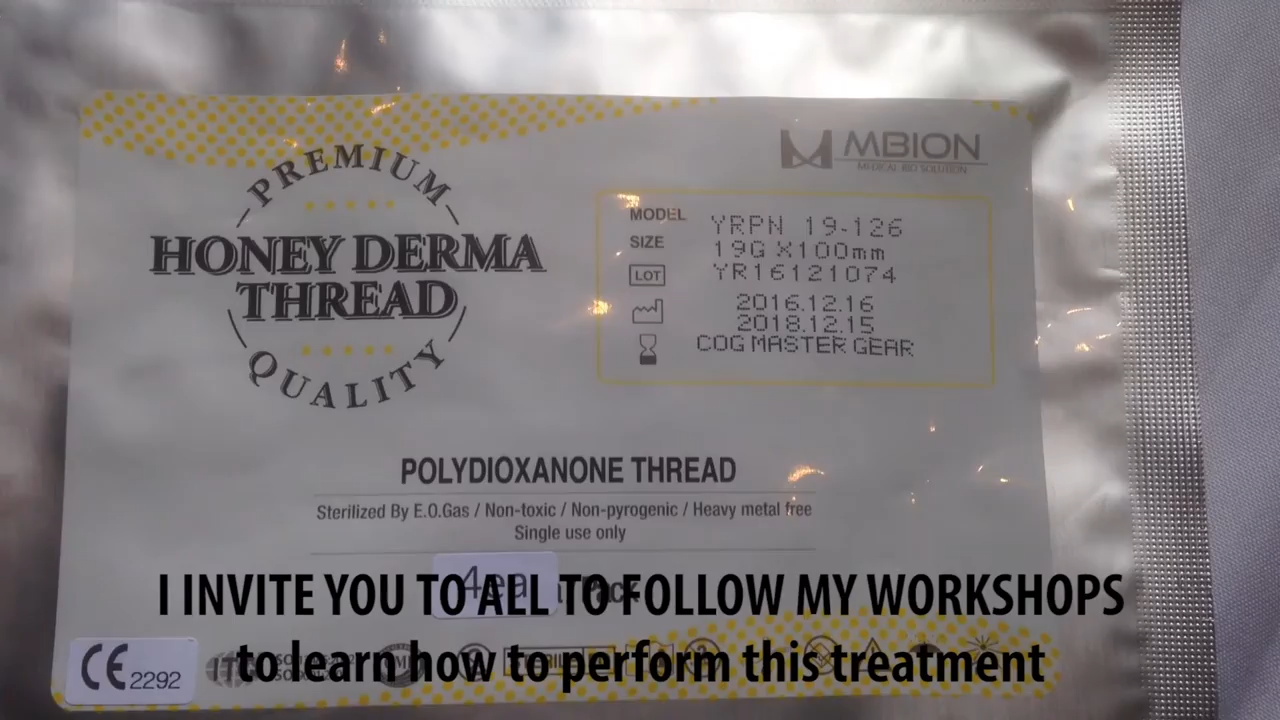 PREMIUM
HONEY DERMA
THREAD
QUALITY
MBION
MEDICAL BIO SOLUTION
MODEL YRPN 19-126
SIZE 19G X100mm
LOT YR16121074
2016.12.16
2018.12.15
COG MASTER GEAR
POLYDIOXANONE THREAD
Sterilized By E.O.Gas / Non-toxic / Non-pyrogenic / Heavy metal free
Single use only
4ea Pack
I INVITE YOU TO ALL TO FOLLOW MY WORKSHOPS
to learn how to perform this treatment
CE 2292